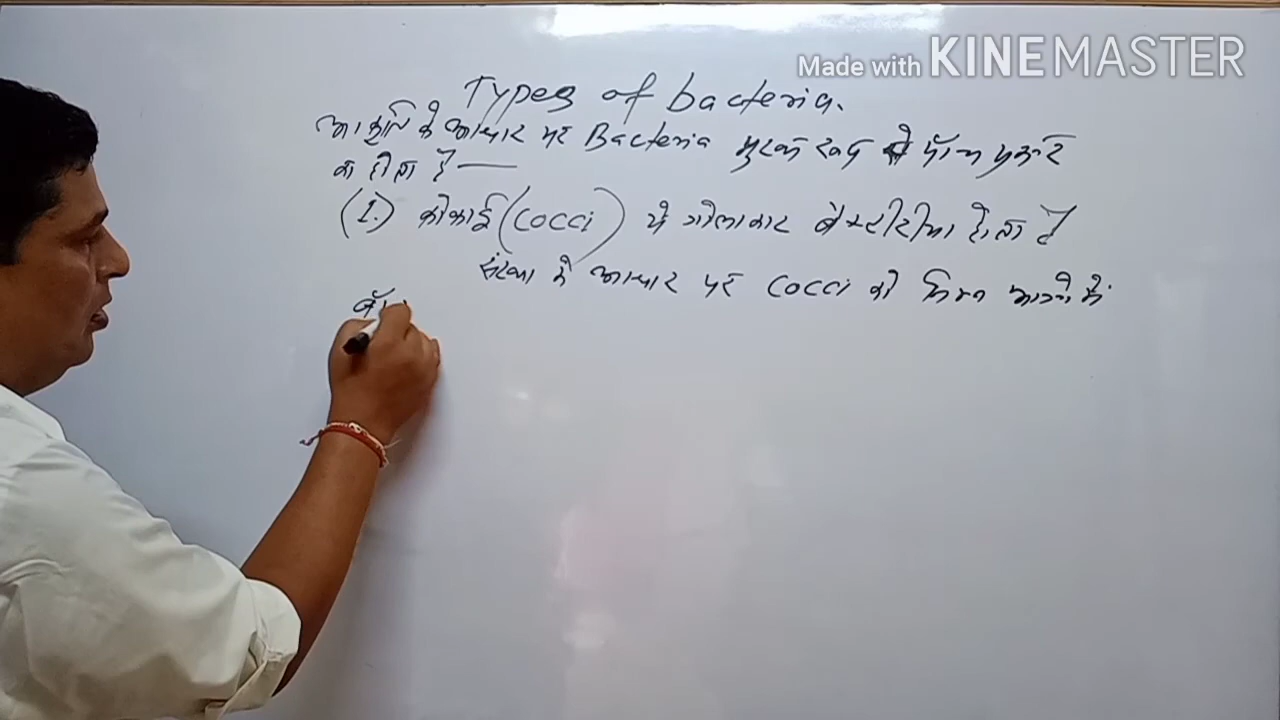 Made with KINEMASTER
Types of bacteria.
आकृति के आधार पर Bacteria मुख्य रूप से पाँच प्रकार
का होता है —
(1.) कोकाई (cocci) ये गोलाकार बैक्टीरिया होता है
संख्या के आधार पर cocci को निम्न भागों में
बाँ